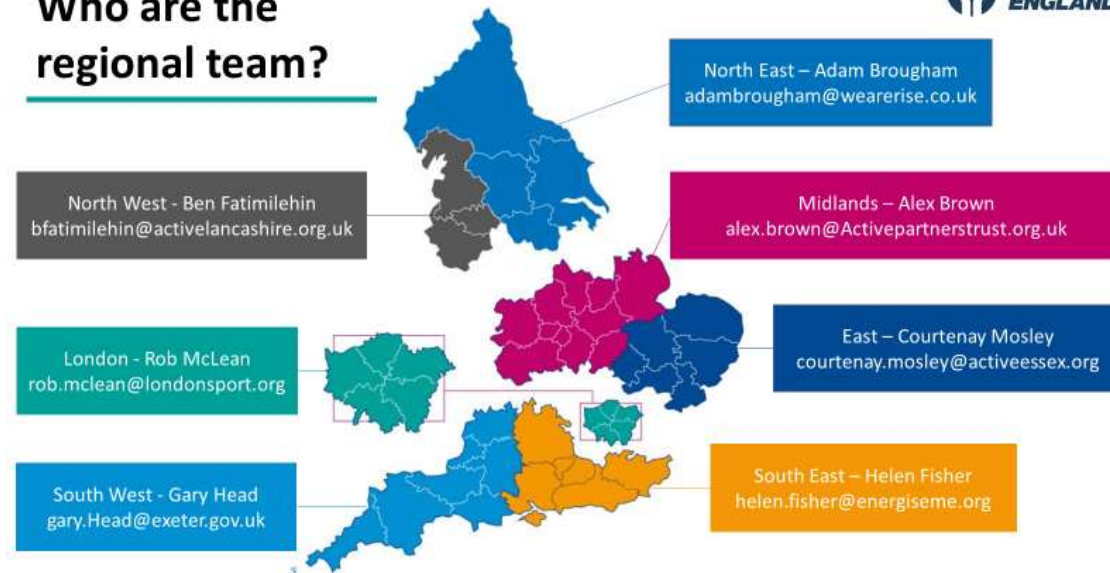 Who are the
regional team?
ENGLAND
North East – Adam Brougham
adambrougham@wearerise.co.uk
North West - Ben Fatimilehin
bfatimilehin@activelancashire.org.uk
Midlands – Alex Brown
alex.brown@Activepartnerstrust.org.uk
London - Rob McLean
rob.mclean@londonsport.org
East – Courtenay Mosley
courtenay.mosley@activeessex.org
South West - Gary Head
gary.Head@exeter.gov.uk
South East – Helen Fisher
helen.fisher@energiseme.org